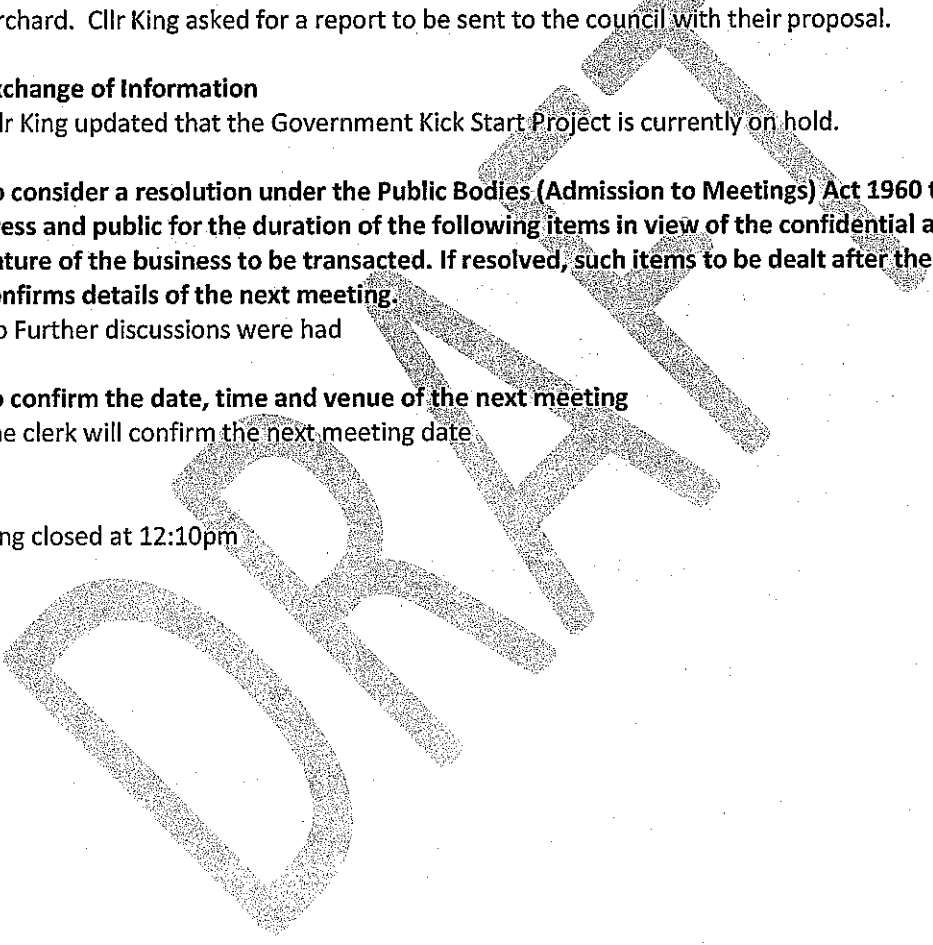 rchard. Cllr King asked for a report to be sent to the council with their proposal.
xchange of Information
llr King updated that the Government Kick Start Project is currently on hold.
o consider a resolution under the Public Bodies (Admission to Meetings) Act 1960 t
ress and public for the duration of the following items in view of the confidential a
ature of the business to be transacted. If resolved, such items to be dealt after the
onfirms details of the next meeting.
o Further discussions were had
o confirm the date, time and venue of the next meeting
ne clerk will confirm the next meeting date
ng closed at 12:10pm
DRAFT